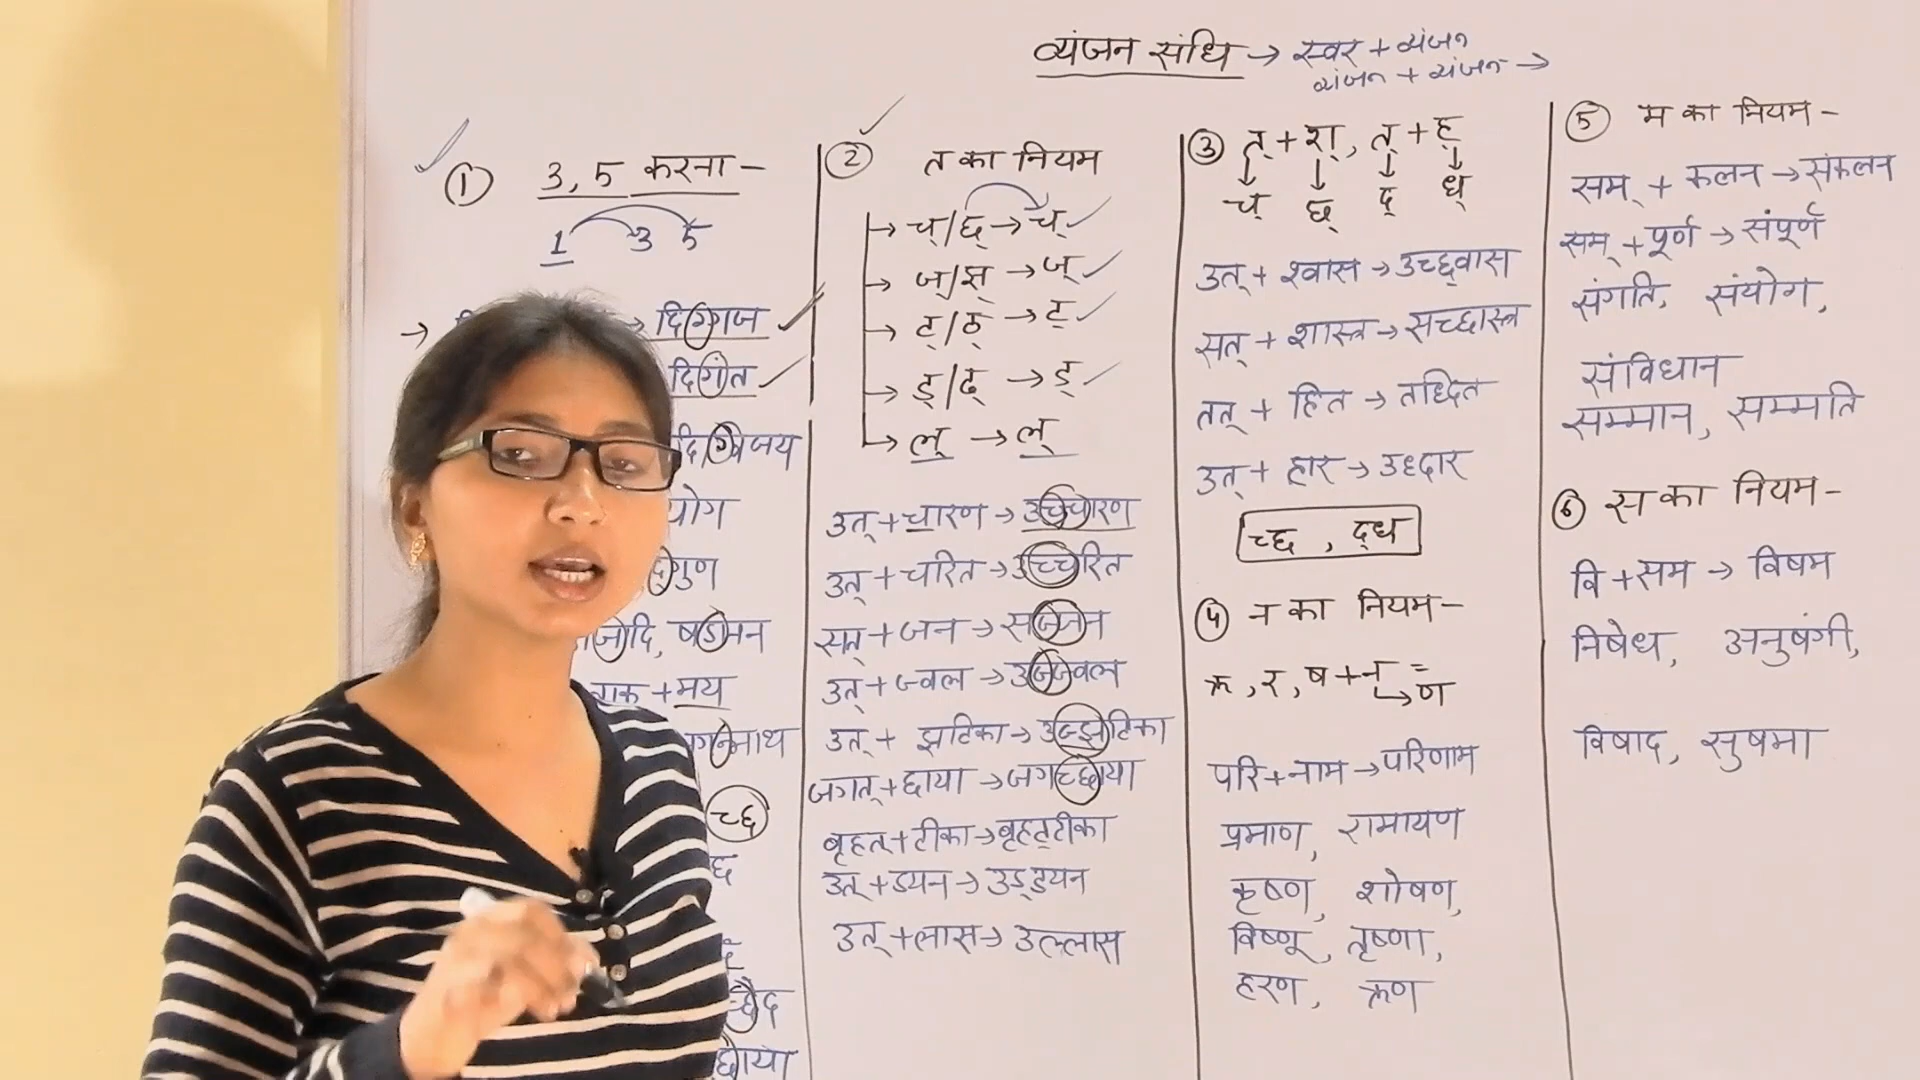 व्यंजन संधि → स्वर + व्यंजन
व्यंजन + व्यंजन →
① 3, 5 करना –
1 3 5
→ → दिग्गज
दिगंत
दिग्विजय
योग
गुण
षडानन
वाक + मय
च्छ
② त का नियम
→ च्/छ् → च्
→ ज्/झ् → ज्
→ ट्/ठ् → ट्
→ ड्/ढ् → ड्
→ ल् → ल्
उत् + चारण → उच्चारण
उत् + चरित → उच्चरित
सत् + जन → सज्जन
उत् + ज्वल → उज्ज्वल
उत् + झटिका → उज्झटिका
जगत् + छाया → जगच्छाया
बृहत् + टीका → बृहट्टीका
उत् + डयन → उड्डयन
उत् + लास → उल्लास
③ त् + श्, त् + ह्
↓ ↓ ↓ ↓
च् छ् द् ध्
उत् + श्वास → उच्छ्वास
सत् + शास्त्र → सच्छास्त्र
तत् + हित → तध्दित
उत् + हार → उध्दार
च्छ , द्ध
④ न का नियम –
ऋ, र, ष + न =
↳ ण
परि + नाम → परिणाम
प्रमाण, रामायण
कृष्ण, शोषण,
विष्णू, तृष्णा,
हरण, ऋण
⑤ म का नियम –
सम् + कलन → संकलन
सम् + पूर्ण → संपूर्ण
संगति, संयोग,
संविधान
सम्मान, सम्मति
⑥ स का नियम –
वि + सम → विषम
निषेध, अनुषंगी,
विषाद, सुषमा